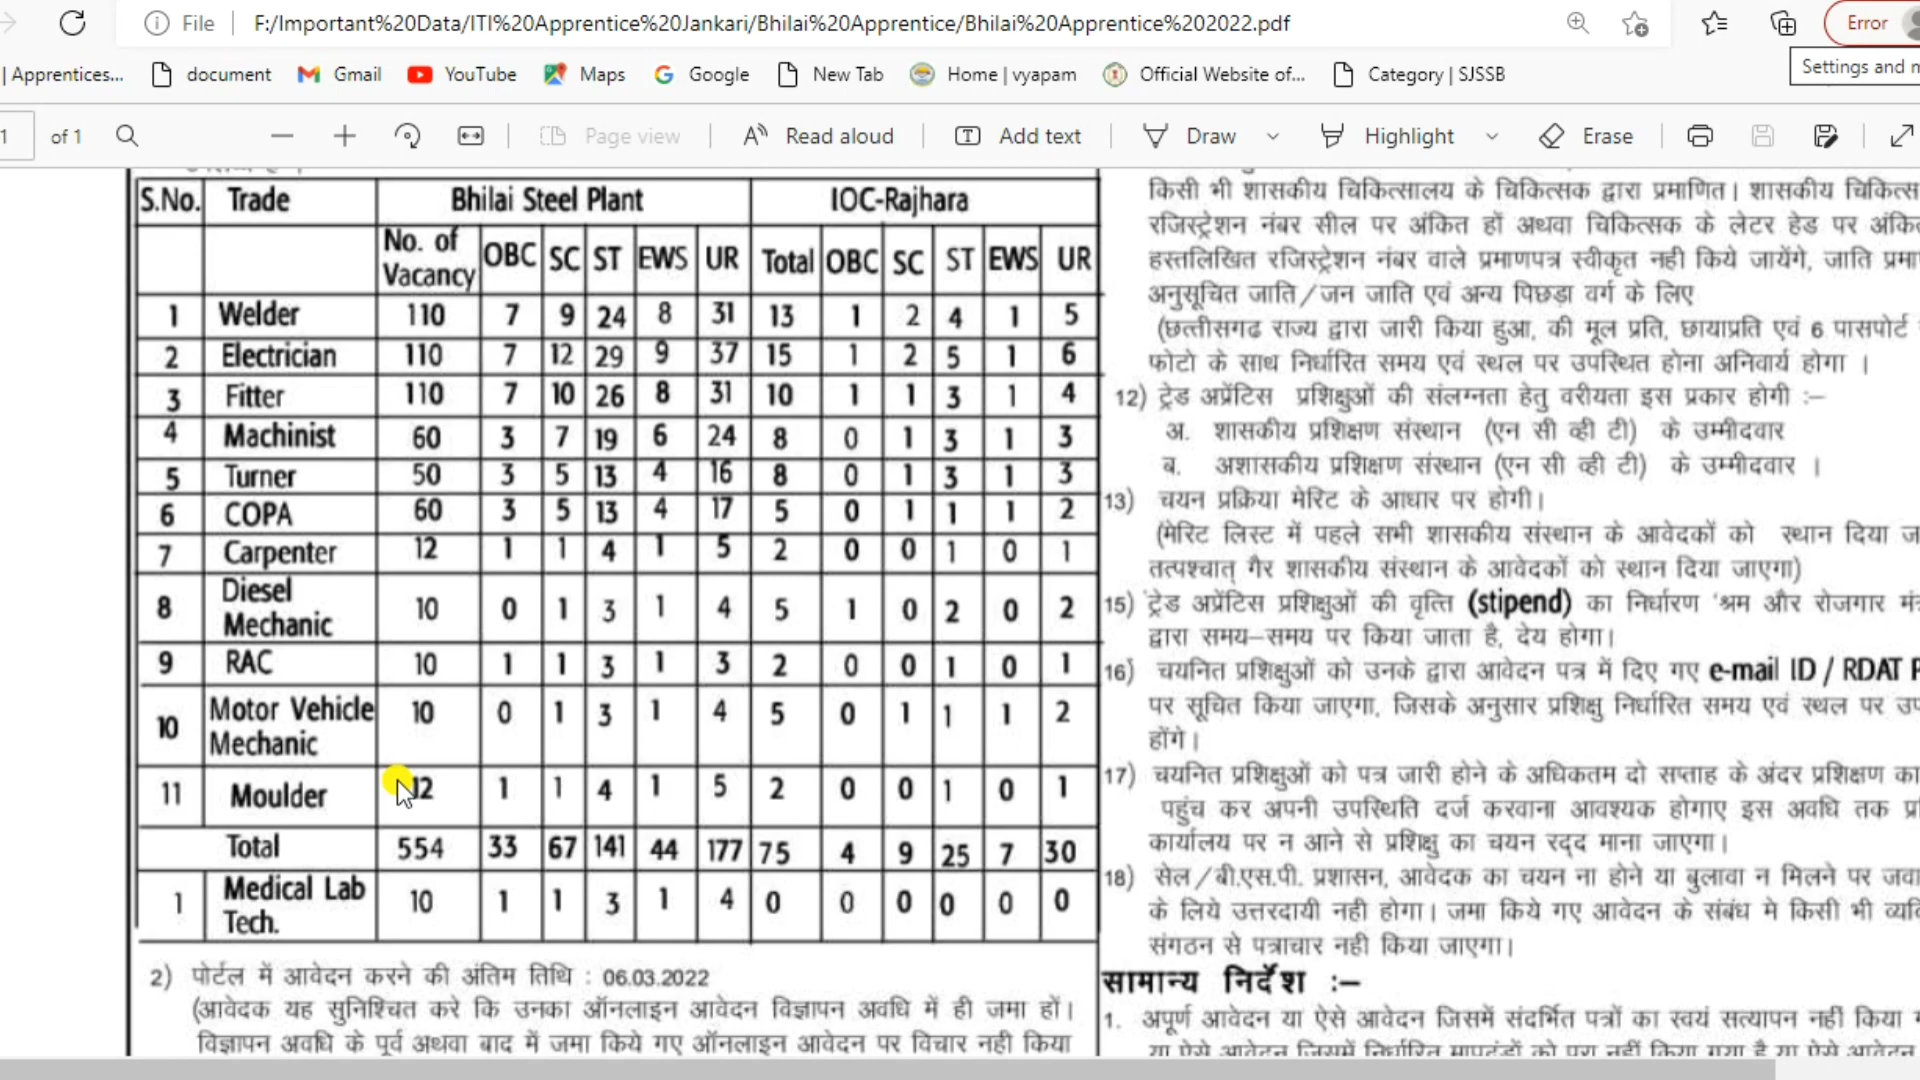 File F:/Important%20Data/ITI%20Apprentice%20Jankari/Bhilai%20Apprentice/Bhilai%20Apprentice%202022.pdf Error
| Apprentices... document Gmail YouTube Maps Google New Tab Home | vyapam Official Website of... Category | SJSSB Settings and m
1 of 1 Page view Read aloud Add text Draw Highlight Erase
S.No. Trade Bhilai Steel Plant IOC-Rajhara
No. of Vacancy OBC SC ST EWS UR Total OBC SC ST EWS UR
1 Welder 110 7 9 24 8 31 13 1 2 4 1 5
2 Electrician 110 7 12 29 9 37 15 1 2 5 1 6
3 Fitter 110 7 10 26 8 31 10 1 1 3 1 4
4 Machinist 60 3 7 19 6 24 8 0 1 3 1 3
5 Turner 50 3 5 13 4 16 8 0 1 3 1 3
6 COPA 60 3 5 13 4 17 5 0 1 1 1 2
7 Carpenter 12 1 1 4 1 5 2 0 0 1 0 1
8 Diesel Mechanic 10 0 1 3 1 4 5 1 0 2 0 2
9 RAC 10 1 1 3 1 3 2 0 0 1 0 1
10 Motor Vehicle Mechanic 10 0 1 3 1 4 5 0 1 1 1 2
11 Moulder 12 1 1 4 1 5 2 0 0 1 0 1
Total 554 33 67 141 44 177 75 4 9 25 7 30
1 Medical Lab Tech. 10 1 1 3 1 4 0 0 0 0 0 0
2) पोर्टल में आवेदन करने की अंतिम तिथि : 06.03.2022
(आवेदक यह सुनिश्चित करे कि उनका ऑनलाइन आवेदन विज्ञापन अवधि में ही जमा हों।
विज्ञापन अवधि के पूर्व अथवा बाद में जमा किये गए ऑनलाइन आवेदन पर विचार नही किया
किसी भी शासकीय चिकित्सालय के चिकित्सक द्वारा प्रमाणित। शासकीय चिकित्स
रजिस्ट्रेशन नंबर सील पर अंकित हों अथवा चिकित्सक के लेटर हेड पर अंकि
हस्तलिखित रजिस्ट्रेशन नंबर वाले प्रमाणपत्र स्वीकृत नही किये जायेंगे, जाति प्रमा
अनुसूचित जाति/जन जाति एवं अन्य पिछड़ा वर्ग के लिए
(छत्तीसगढ राज्य द्वारा जारी किया हुआ, की मूल प्रति, छायाप्रति एवं 6 पासपोर्ट
फोटो के साथ निर्धारित समय एवं स्थल पर उपस्थित होना अनिवार्य होगा ।
12) ट्रेड अप्रेंटिस प्रशिक्षुओं की संलग्नता हेतु वरीयता इस प्रकार होगी :–
अ. शासकीय प्रशिक्षण संस्थान (एन सी व्ही टी) के उम्मीदवार
ब. अशासकीय प्रशिक्षण संस्थान (एन सी व्ही टी) के उम्मीदवार ।
13) चयन प्रक्रिया मेरिट के आधार पर होगी।
(मेरिट लिस्ट में पहले सभी शासकीय संस्थान के आवेदकों को स्थान दिया ज
तत्पश्चात् गैर शासकीय संस्थान के आवेदकों को स्थान दिया जाएगा)
15) ट्रेड अप्रेंटिस प्रशिक्षुओं की वृत्ति (stipend) का निर्धारण 'श्रम और रोजगार मं
द्वारा समय–समय पर किया जाता है, देय होगा।
16) चयनित प्रशिक्षुओं को उनके द्वारा आवेदन पत्र में दिए गए e-mail ID / RDAT P
पर सूचित किया जाएगा, जिसके अनुसार प्रशिक्षु निर्धारित समय एवं स्थल पर उप
होंगे।
17) चयनित प्रशिक्षुओं को पत्र जारी होने के अधिकतम दो सप्ताह के अंदर प्रशिक्षण का
पहुंच कर अपनी उपस्थिति दर्ज करवाना आवश्यक होगाए इस अवधि तक प्र
कार्यालय पर न आने से प्रशिक्षु का चयन रद्द माना जाएगा।
18) सेल/बी.एस.पी. प्रशासन, आवेदक का चयन ना होने या बुलावा न मिलने पर जवा
के लिये उत्तरदायी नही होगा। जमा किये गए आवेदन के संबंध मे किसी भी व्यि
संगठन से पत्राचार नही किया जाएगा।
सामान्य निर्देश :–
1. अपूर्ण आवेदन या ऐसे आवेदन जिसमें संदर्भित पत्रों का स्वयं सत्यापन नहीं किया
या ऐसे आवेदन जिसमें निर्धारित मापदंडों को पूरा नहीं किया गया है या ऐसे आवेदन